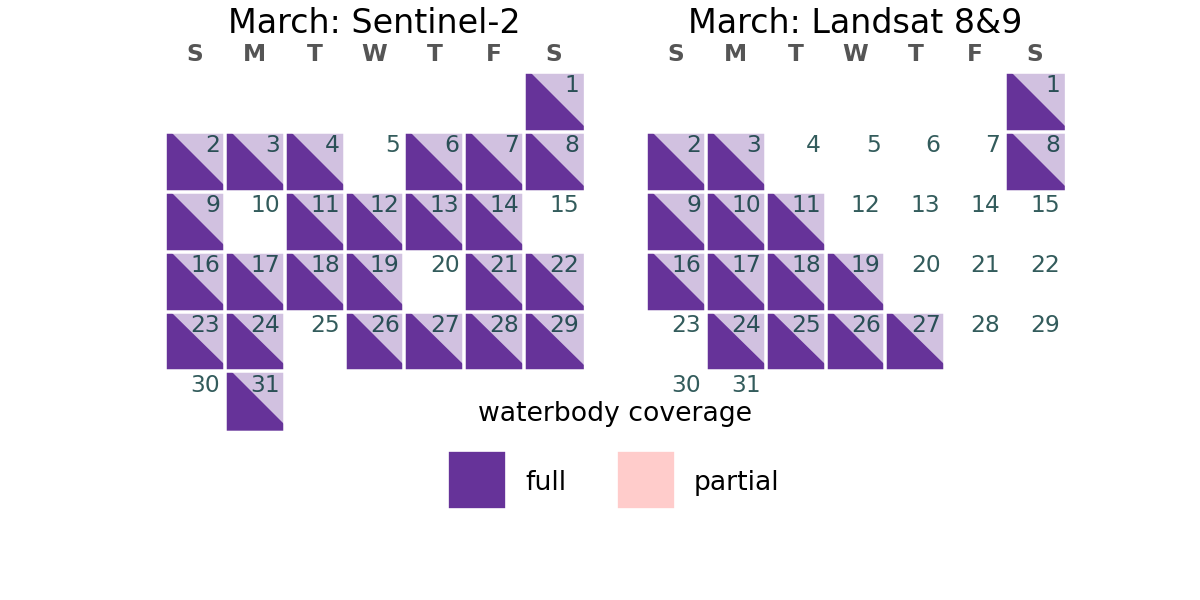 March: Sentinel-2
S M T W T F S
1
2 3 4 5 6 7 8
9 10 11 12 13 14 15
16 17 18 19 20 21 22
23 24 25 26 27 28 29
30 31
March: Landsat 8&9
S M T W T F S
1
2 3 4 5 6 7 8
9 10 11 12 13 14 15
16 17 18 19 20 21 22
23 24 25 26 27 28 29
30 31
waterbody coverage
full partial